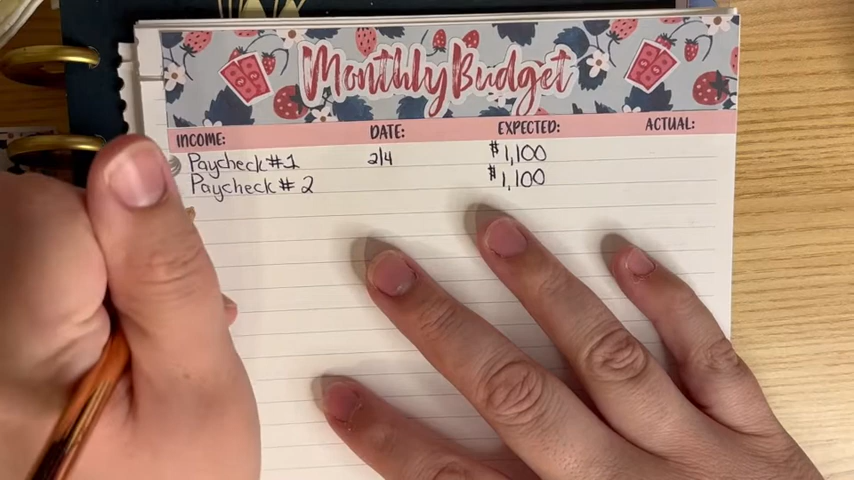 Monthly Budget
INCOME: DATE: EXPECTED: ACTUAL:
Paycheck #1 2/4 $1,100
Paycheck #2 $1,100